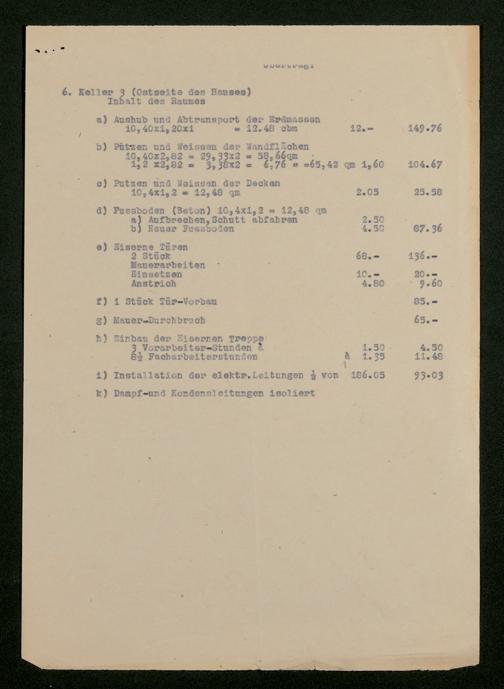 Übertrag:
6. Keller 3 (Ostseite des Hauses)
Inhalt des Raumes
a) Aushub und Abtransport der Erdmassen
10,40x1,20x1 = 12.48 cbm 12.- 149.76
b) Putzen und Weissen der Wandflächen
10,40x2,82 = 29,33x2 = 58,66qm
1,2 x2,82 = 3,38x2 = 6,76 " =65,42 qm 1,60 104.67
c) Putzen und Weissen der Decken
10,4x1,2 = 12,48 qm 2.05 25.58
d) Fussboden (Beton) 10,4x1,2 = 12,48 qm
a) Aufbrechen,Schutt abfahren 2.50
b) Neuer Fussboden 4.50 87.36
e) Eiserne Türen
2 Stück 68.- 136.-
Mauerarbeiten
Einsetzen 10.- 20.-
Anstrich 4.80 9.60
f) 1 Stück Tür-Vorbau 85.-
g) Mauer-Durchbruch 65.-
h) Einbau der Eisernen Treppe
3 Vorarbeiter-Stunden à 1.50 4.50
8½ Facharbeiterstunden à 1.35 11.48
i) Installation der elektr.Leitungen ½ von 186.05 93.03
k) Dampf-und Kondensleitungen isoliert